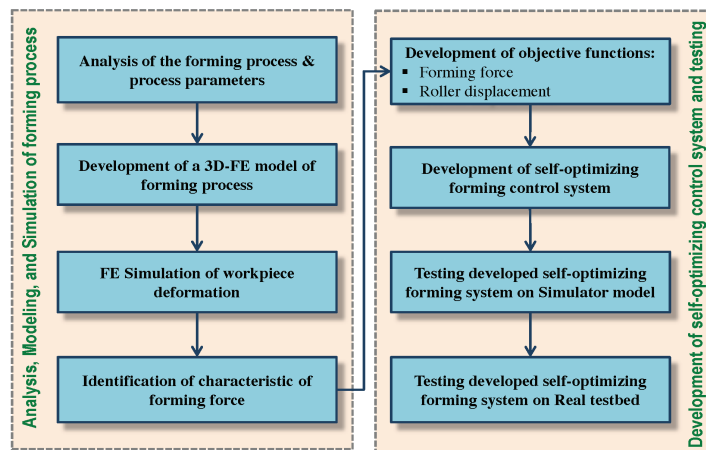 Analysis, Modeling, and Simulation of forming process
Analysis of the forming process &
process parameters
Development of a 3D-FE model of
forming process
FE Simulation of workpiece
deformation
Identification of characteristic of
forming force
Development of objective functions:
▪ Forming force
▪ Roller displacement
Development of self-optimizing
forming control system
Testing developed self-optimizing
forming system on Simulator model
Testing developed self-optimizing
forming system on Real testbed
Development of self-optimizing control system and testing